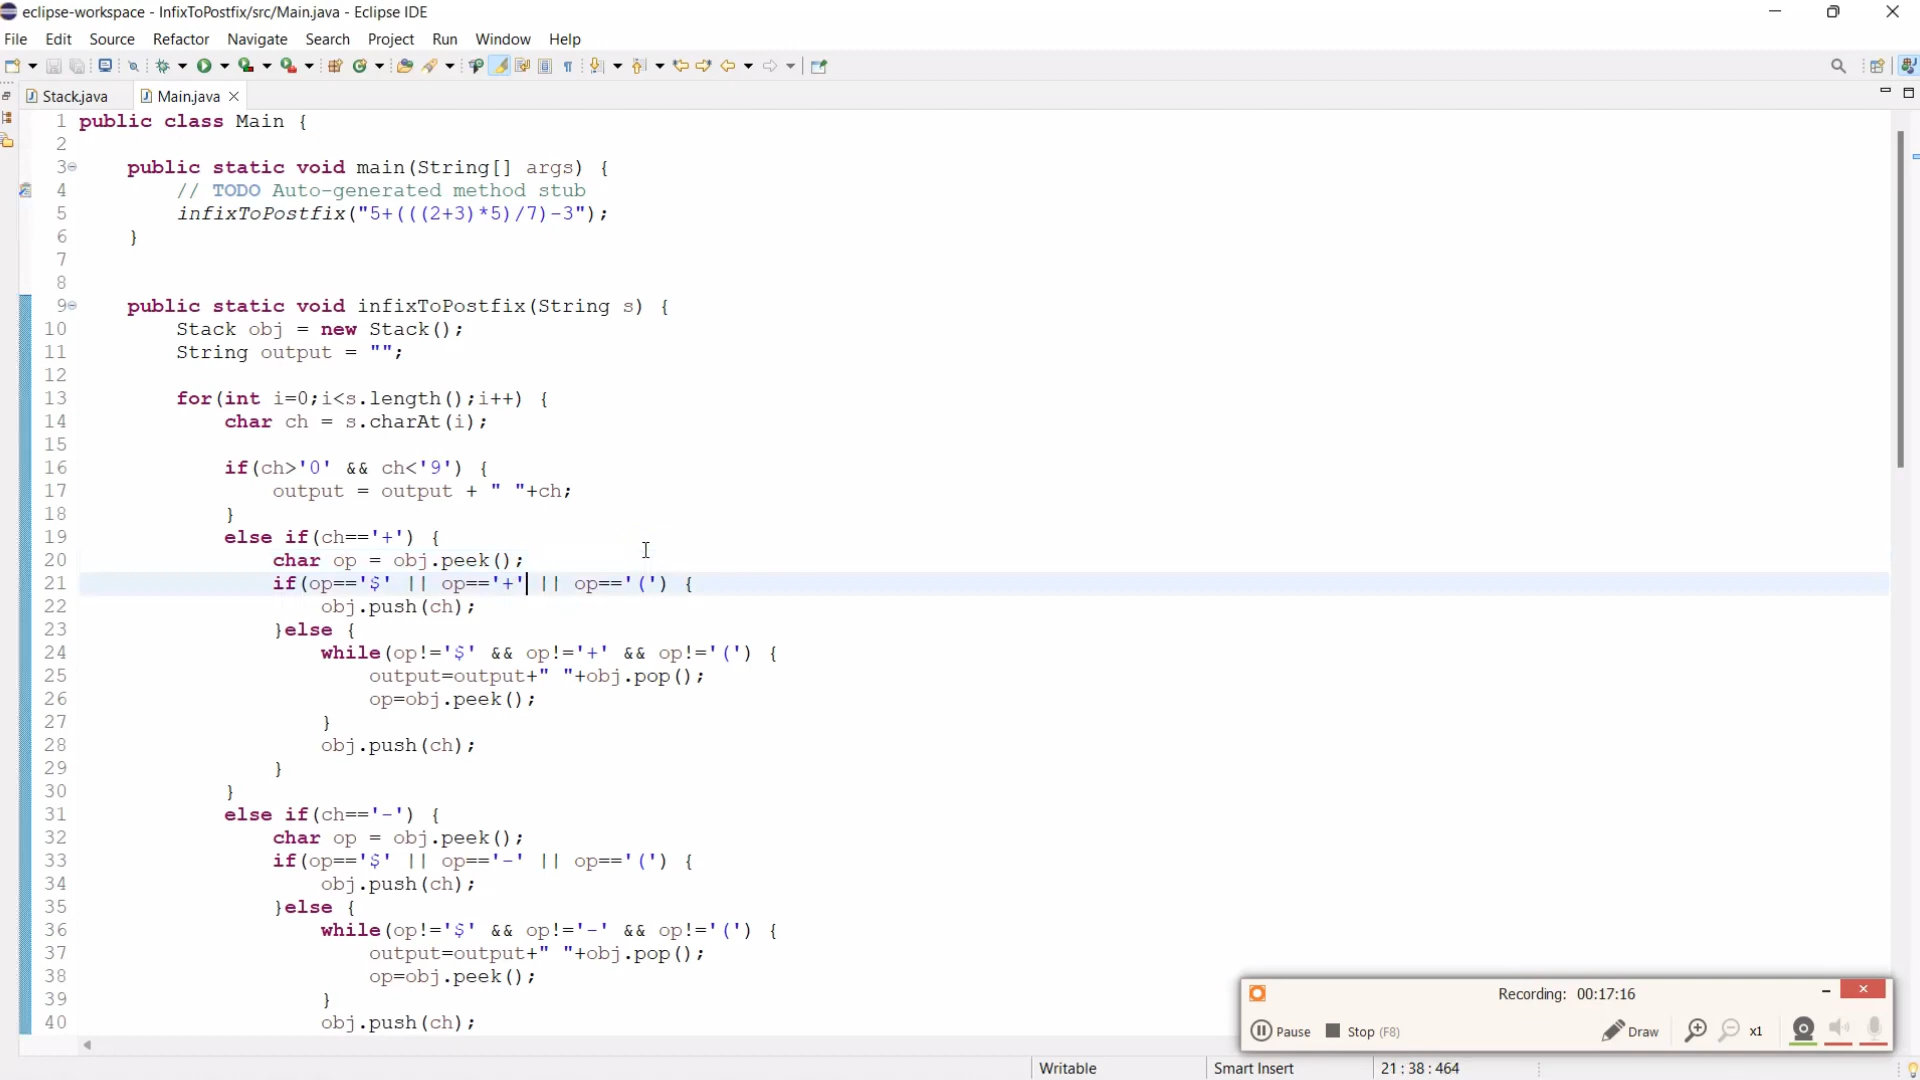 eclipse-workspace - InfixToPostfix/src/Main.java - Eclipse IDE
File Edit Source Refactor Navigate Search Project Run Window Help
Stack.java Main.java
1 public class Main {
2
3 public static void main(String[] args) {
4 // TODO Auto-generated method stub
5 infixToPostfix("5+(((2+3)*5)/7)-3");
6 }
7
8
9 public static void infixToPostfix(String s) {
10 Stack obj = new Stack();
11 String output = "";
12
13 for(int i=0;i<s.length();i++) {
14 char ch = s.charAt(i);
15
16 if(ch>'0' && ch<'9') {
17 output = output + " "+ch;
18 }
19 else if(ch=='+') {
20 char op = obj.peek();
21 if(op=='$' || op=='+' || op=='(') {
22 obj.push(ch);
23 }else {
24 while(op!='$' && op!='+' && op!='(') {
25 output=output+" "+obj.pop();
26 op=obj.peek();
27 }
28 obj.push(ch);
29 }
30 }
31 else if(ch=='-') {
32 char op = obj.peek();
33 if(op=='$' || op=='-' || op=='(') {
34 obj.push(ch);
35 }else {
36 while(op!='$' && op!='-' && op!='(') {
37 output=output+" "+obj.pop();
38 op=obj.peek();
39 }
40 obj.push(ch);
Recording: 00:17:16
Pause Stop (F8) Draw x1
Writable Smart Insert 21 : 38 : 464